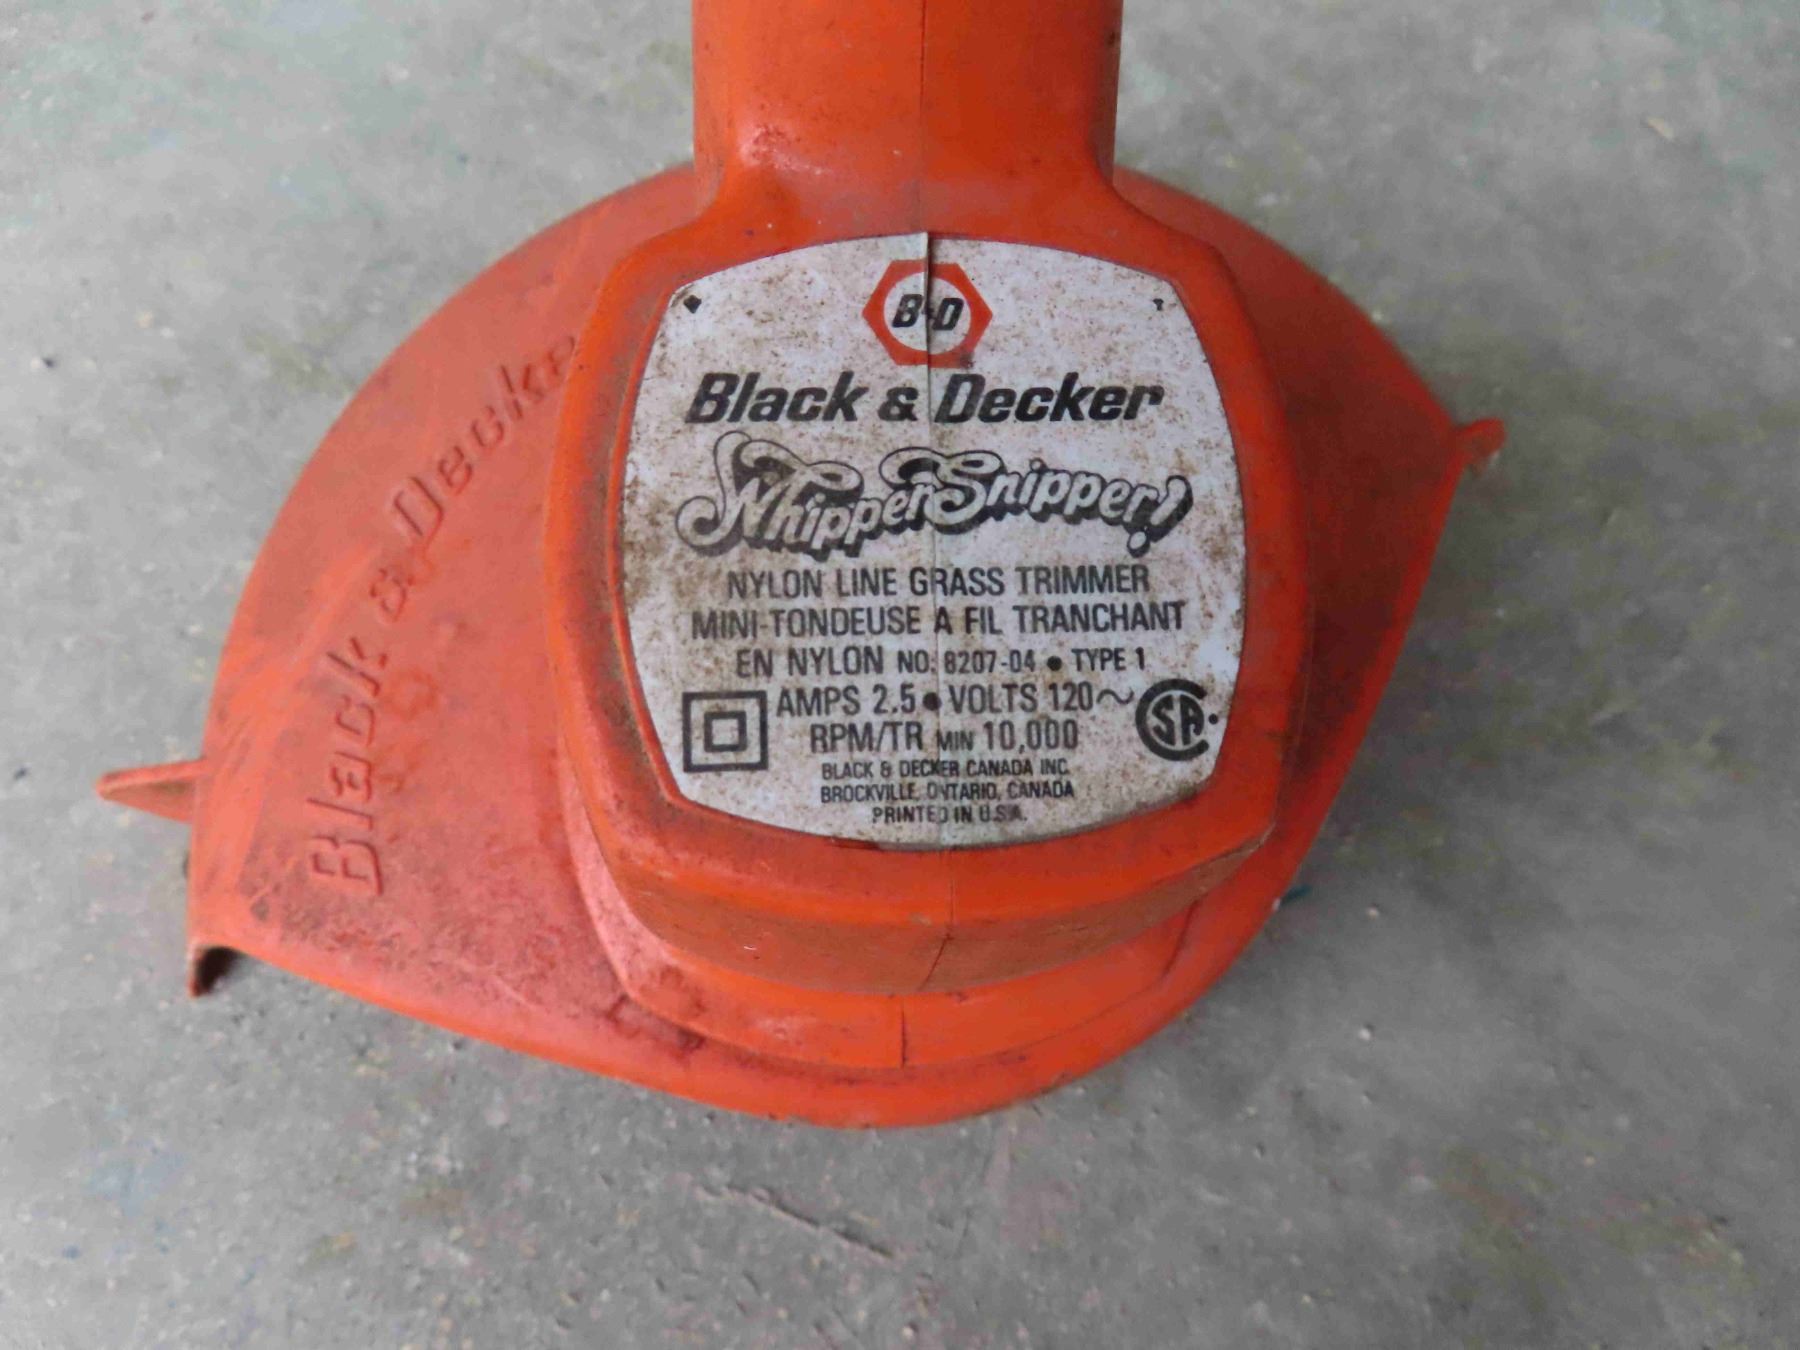 B&D
Black & Decker
Whipper Snipper!
NYLON LINE GRASS TRIMMER
MINI-TONDEUSE A FIL TRANCHANT
EN NYLON NO: 8207-04 • TYPE 1
AMPS 2.5 • VOLTS 120~
RPM/TR MIN 10,000
SA
BLACK & DECKER CANADA INC.
BROCKVILLE, ONTARIO, CANADA
PRINTED IN U.S.A.
Black & Decker